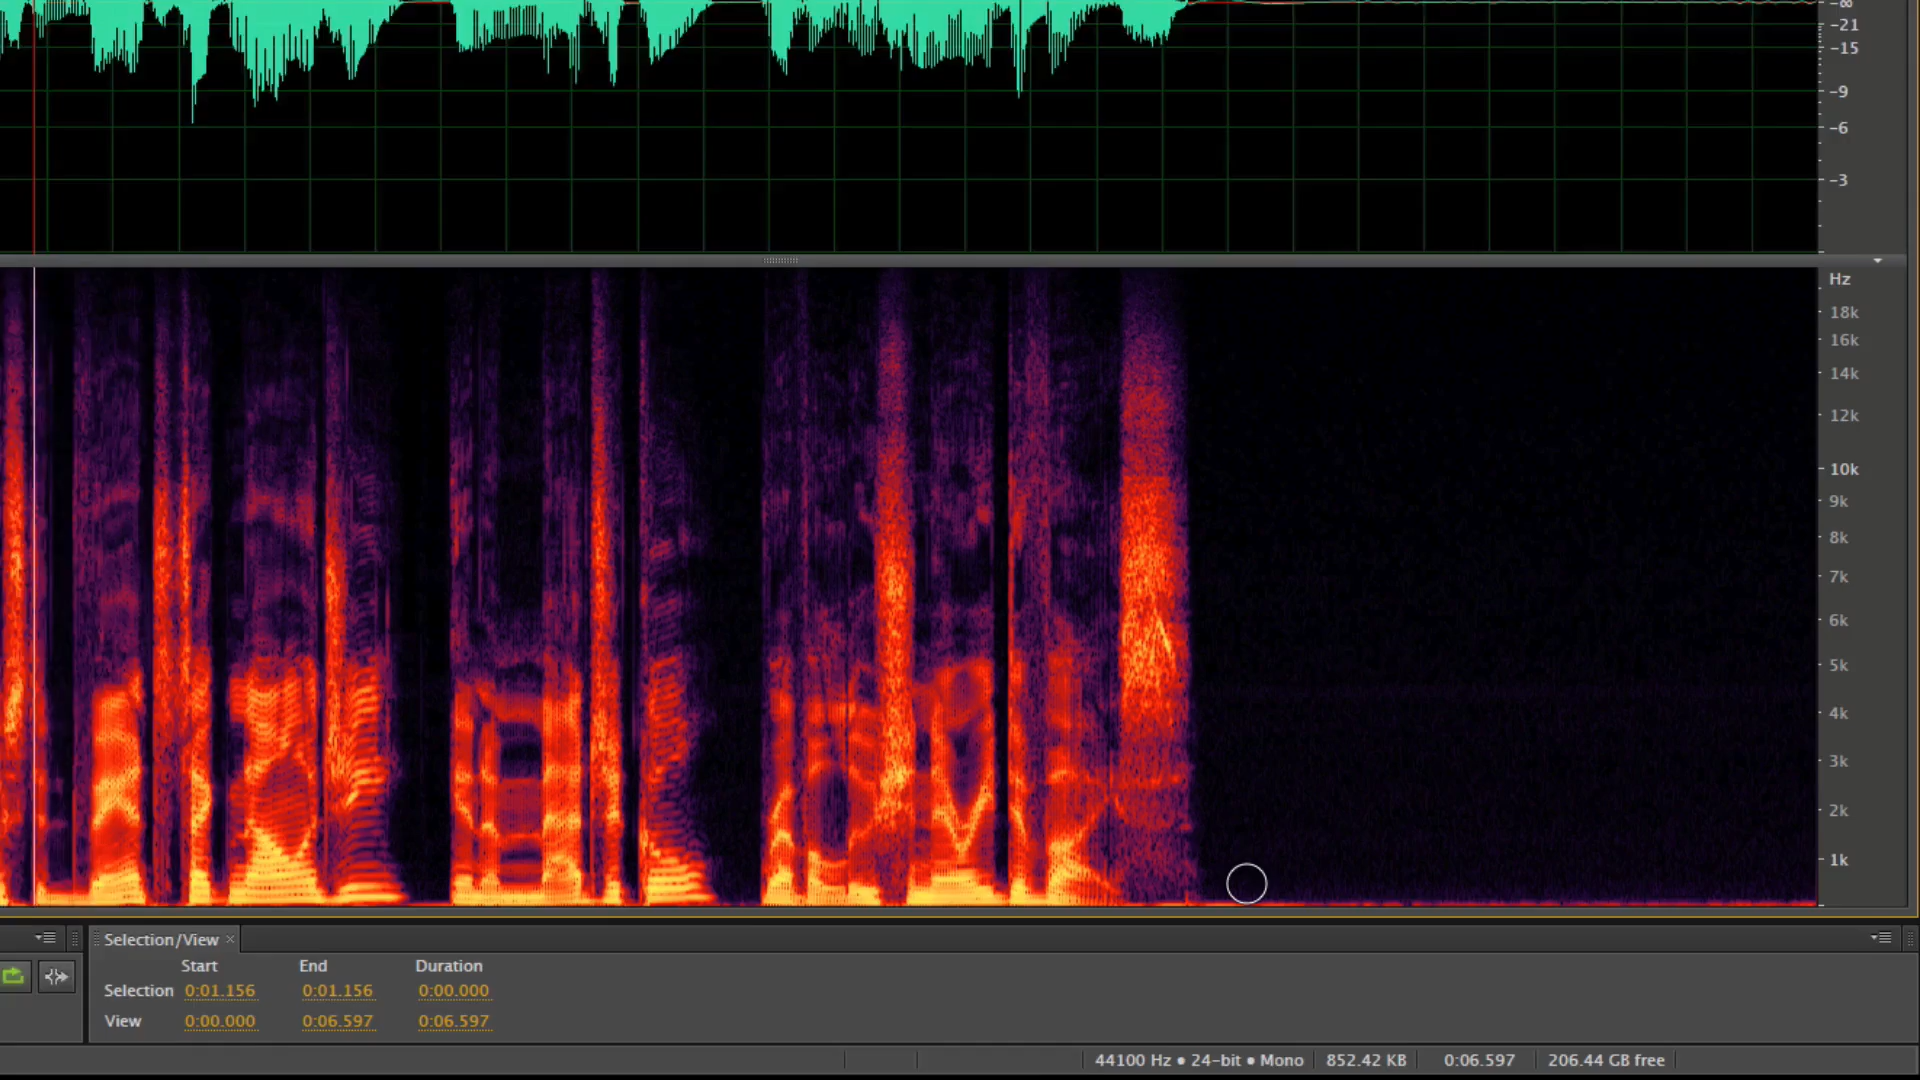 -∞
-21
-15
-9
-6
-3
Hz
18k
16k
14k
12k
10k
9k
8k
7k
6k
5k
4k
3k
2k
1k
Selection/View ×
Start End Duration
Selection 0:01.156 0:01.156 0:00.000
View 0:00.000 0:06.597 0:06.597
44100 Hz • 24-bit • Mono 852.42 KB 0:06.597 206.44 GB free